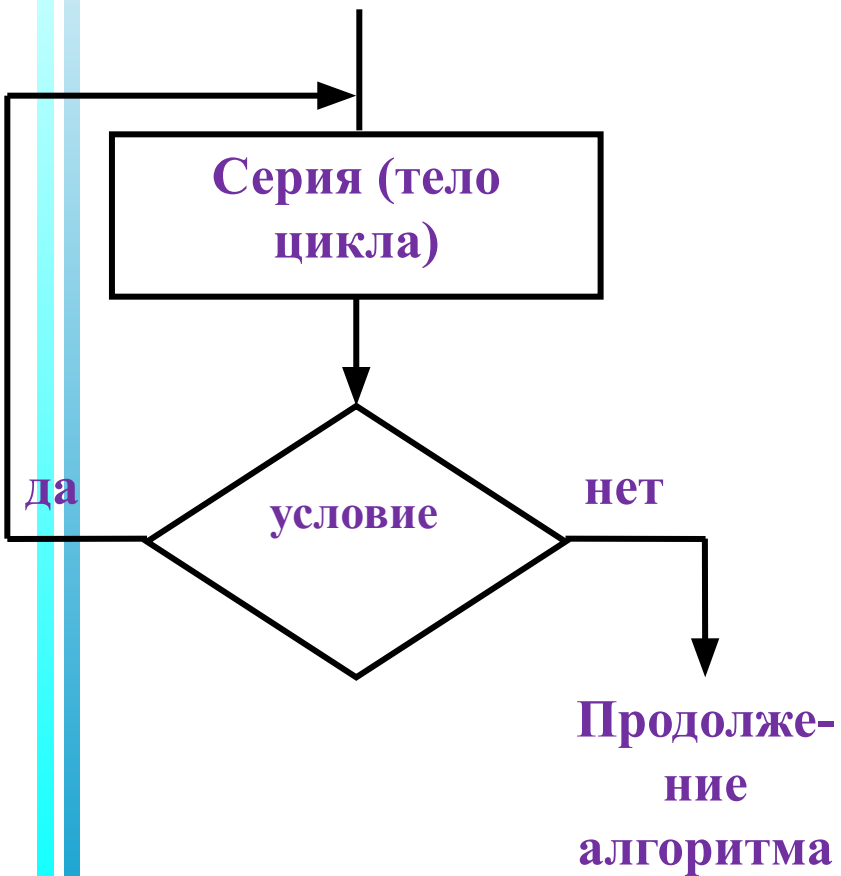 Серия (тело
цикла)
да
условие
нет
Продолже-
ние
алгоритма